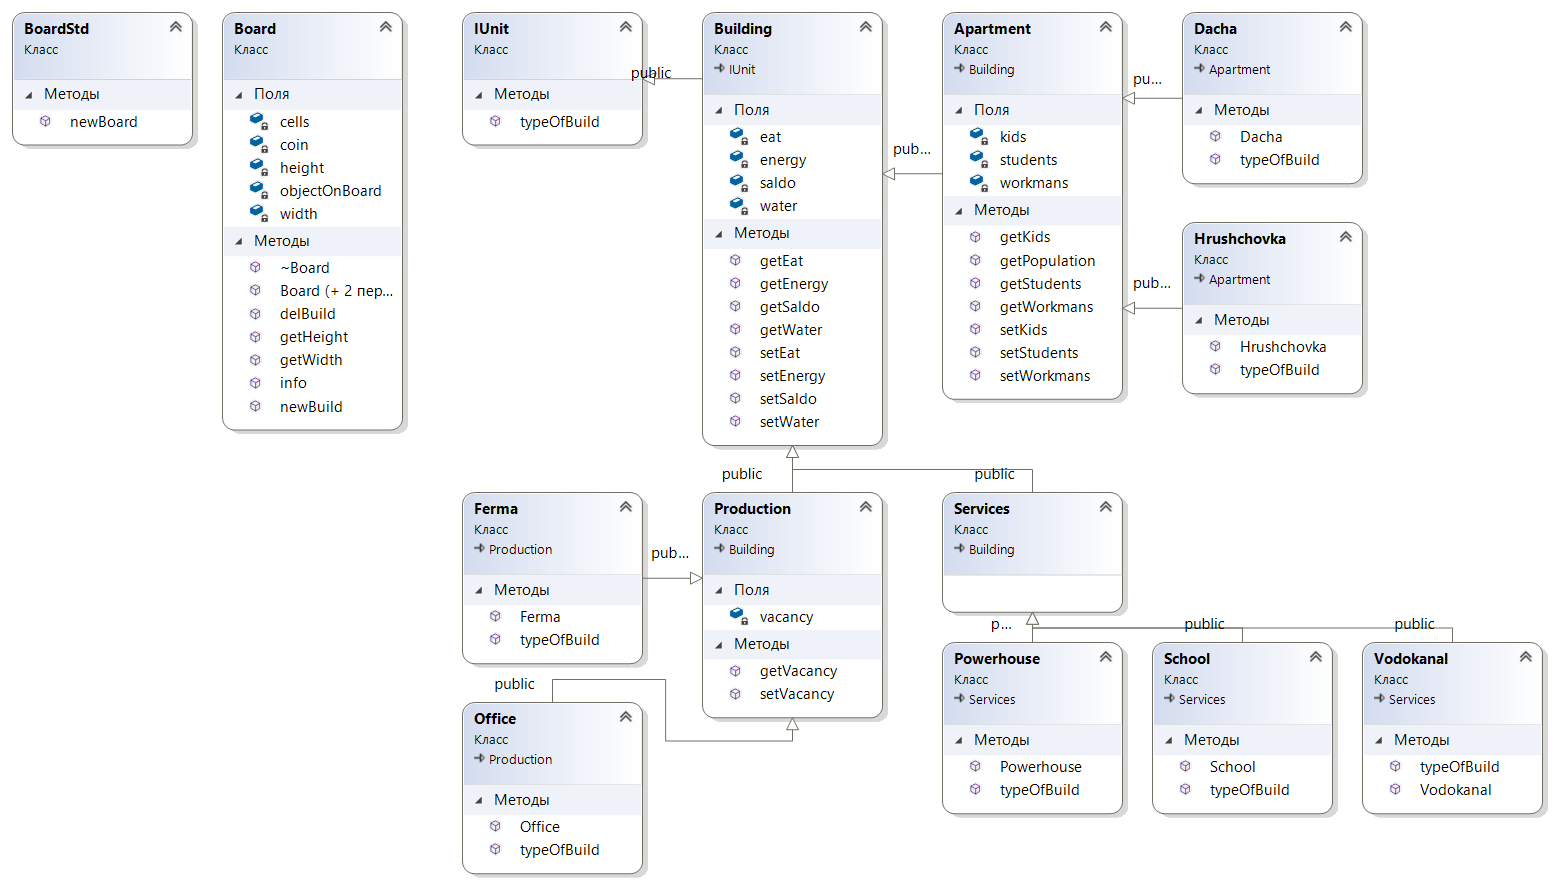 BoardStd
Класс
Методы
newBoard
Board
Класс
Поля
cells
coin
height
objectOnBoard
width
Методы
~Board
Board (+ 2 пер...
delBuild
getHeight
getWidth
info
newBuild
IUnit
Класс
Методы
typeOfBuild
public
Building
Класс
IUnit
Поля
eat
energy
saldo
water
Методы
getEat
getEnergy
getSaldo
getWater
setEat
setEnergy
setSaldo
setWater
pub...
Apartment
Класс
Building
Поля
kids
students
workmans
Методы
getKids
getPopulation
getStudents
getWorkmans
setKids
setStudents
setWorkmans
pu...
Dacha
Класс
Apartment
Методы
Dacha
typeOfBuild
pub...
Hrushchovka
Класс
Apartment
Методы
Hrushchovka
typeOfBuild
public
public
Ferma
Класс
Production
Методы
Ferma
typeOfBuild
pub...
Production
Класс
Building
Поля
vacancy
Методы
getVacancy
setVacancy
Services
Класс
Building
public
Office
Класс
Production
Методы
Office
typeOfBuild
p...
public
public
Powerhouse
Класс
Services
Методы
Powerhouse
typeOfBuild
School
Класс
Services
Методы
School
typeOfBuild
Vodokanal
Класс
Services
Методы
typeOfBuild
Vodokanal